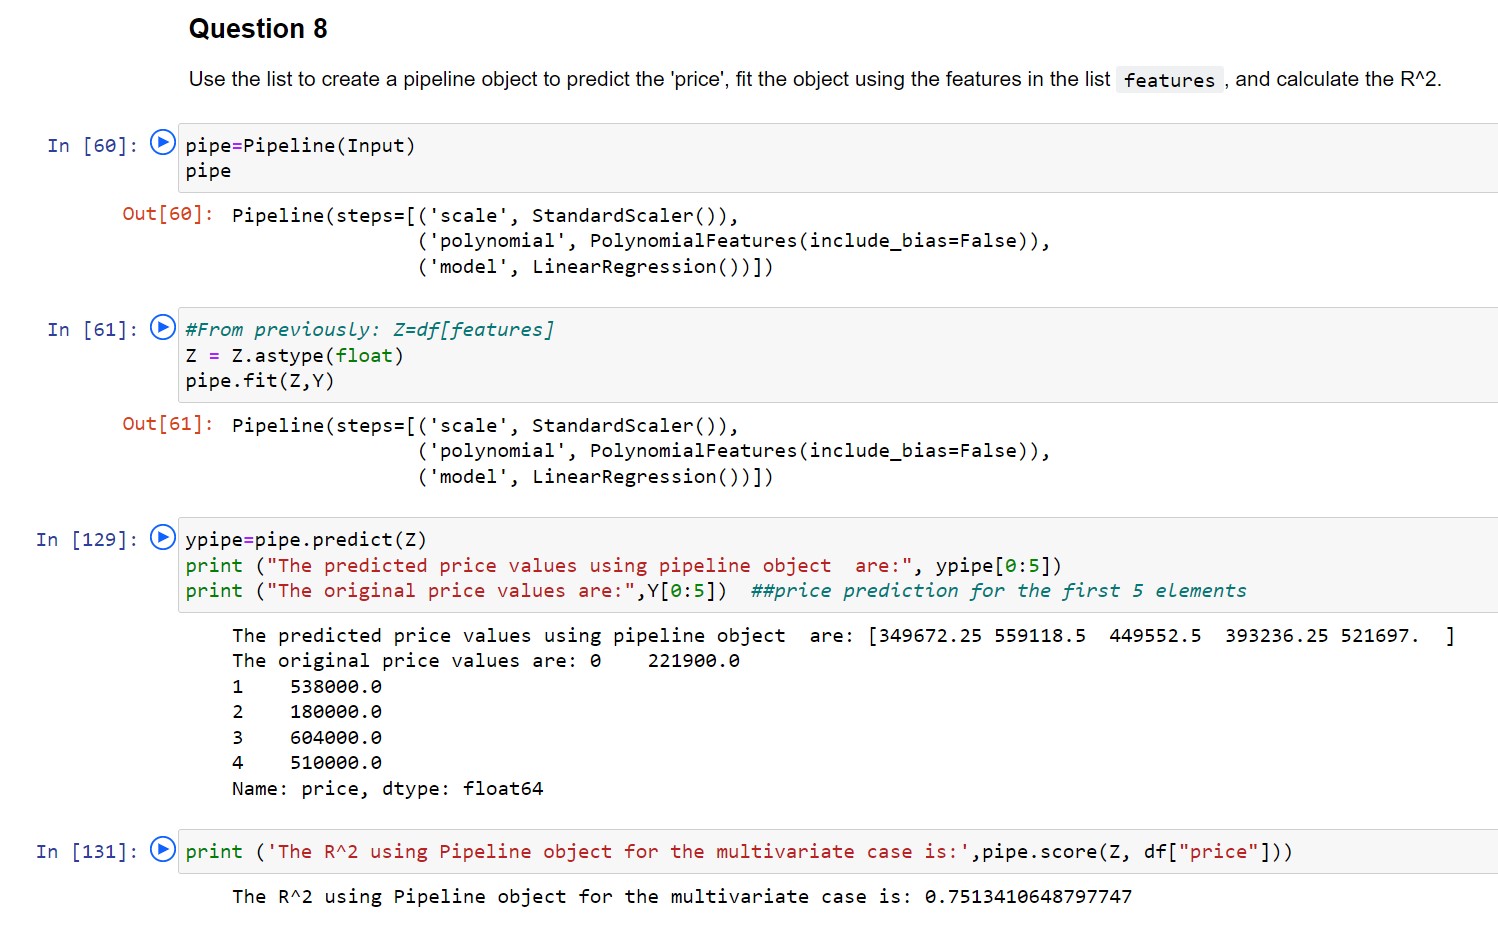 Question 8
Use the list to create a pipeline object to predict the 'price', fit the object using the features in the list features , and calculate the R^2.
In [60]: pipe=Pipeline(Input)
pipe
Out[60]: Pipeline(steps=[('scale', StandardScaler()),
('polynomial', PolynomialFeatures(include_bias=False)),
('model', LinearRegression())])
In [61]: #From previously: Z=df[features]
Z = Z.astype(float)
pipe.fit(Z,Y)
Out[61]: Pipeline(steps=[('scale', StandardScaler()),
('polynomial', PolynomialFeatures(include_bias=False)),
('model', LinearRegression())])
In [129]: ypipe=pipe.predict(Z)
print ("The predicted price values using pipeline object  are:", ypipe[0:5])
print ("The original price values are:",Y[0:5])  ##price prediction for the first 5 elements
The predicted price values using pipeline object  are: [349672.25 559118.5  449552.5  393236.25 521697.  ]
The original price values are: 0    221900.0
1    538000.0
2    180000.0
3    604000.0
4    510000.0
Name: price, dtype: float64
In [131]: print ('The R^2 using Pipeline object for the multivariate case is:',pipe.score(Z, df["price"]))
The R^2 using Pipeline object for the multivariate case is: 0.7513410648797747